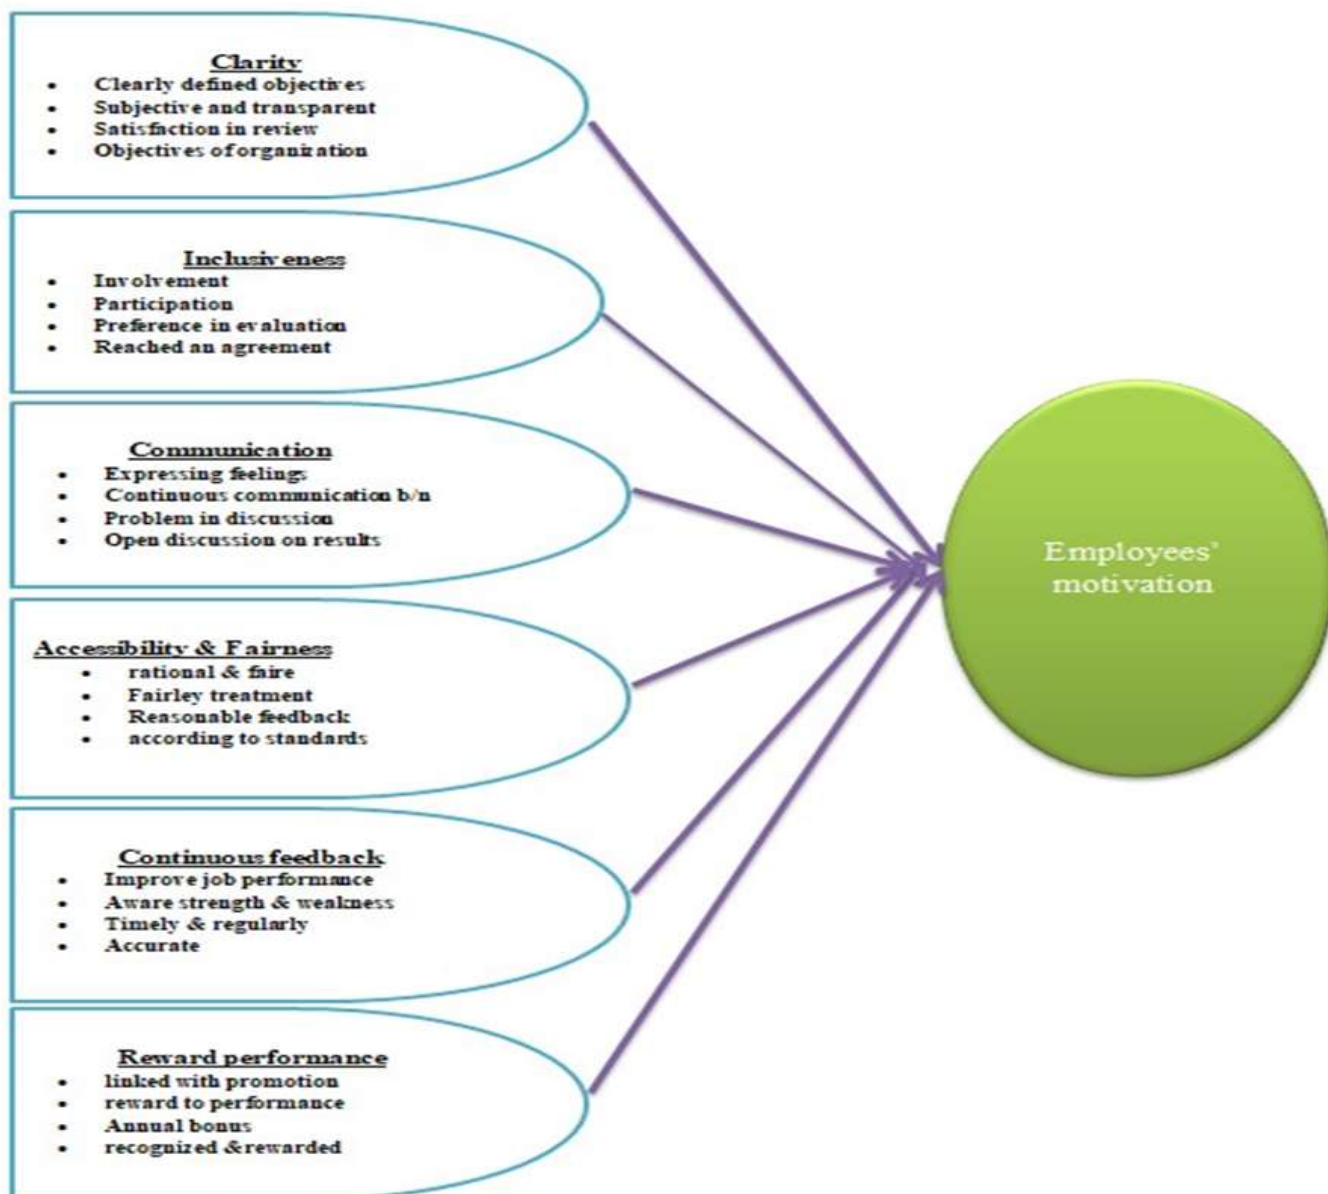 Clarity
• Clearly defined objectives
• Subjective and transparent
• Satisfaction in review
• Objectives of organization
Inclusiveness
• Involvement
• Participation
• Preference in evaluation
• Reached an agreement
Communication
• Expressing feelings
• Continuous communication b/n
• Problem in discussion
• Open discussion on results
Accessibility & Fairness
• rational & faire
• Fairley treatment
• Reasonable feedback
• according to standards
Continuous feedback
• Improve job performance
• Aware strength & weakness
• Timely & regularly
• Accurate
Reward performance
• linked with promotion
• reward to performance
• Annual bonus
• recognized &rewarded
Employees’
motivation